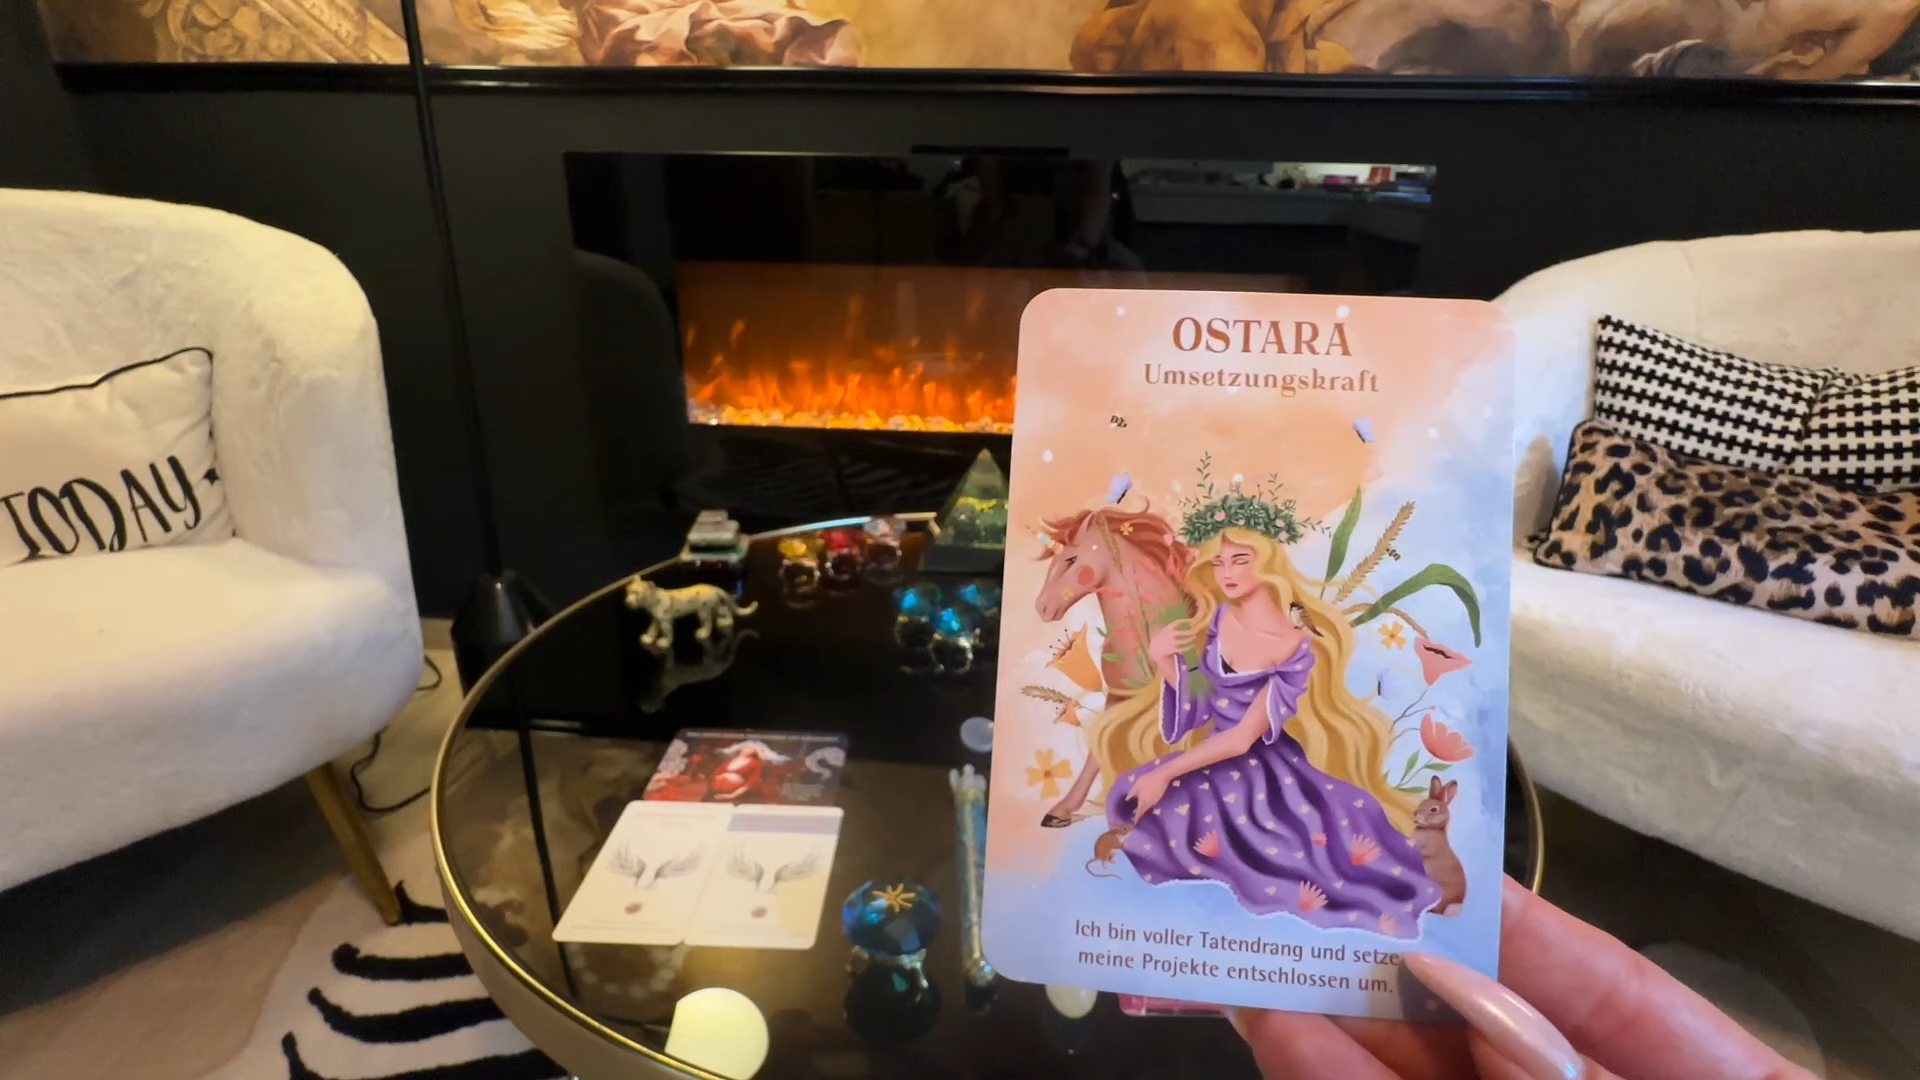 OSTARA
Umsetzungskraft
Ich bin voller Tatendrang und setze
meine Projekte entschlossen um.
TODAY